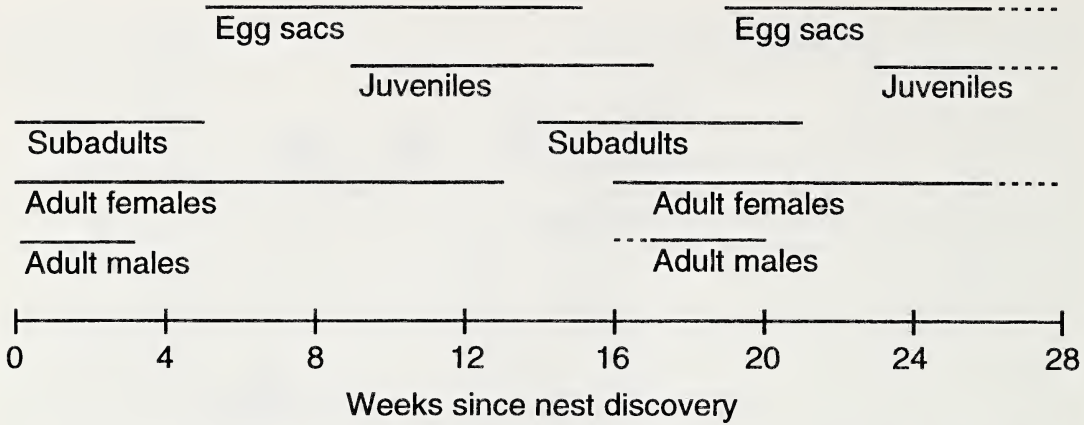 Egg sacs Egg sacs
Juveniles Juveniles
Subadults Subadults
Adult females Adult females
Adult males Adult males
0 4 8 12 16 20 24 28
Weeks since nest discovery